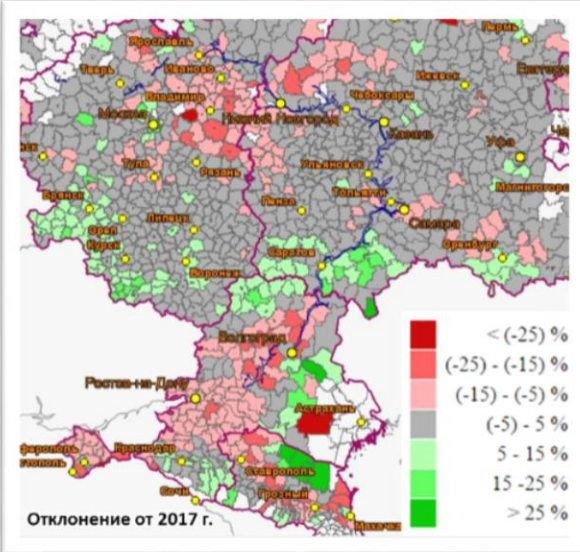 Пермь
Ярославль
Тверь
Иваново
Ижевск
Владимир
Чебоксары
Москва
Нижний Новгород
Казань
Уфа
Тула
Рязань
Ульяновск
Магнитогорс
Брянск
Тольятти
Пенза
Самара
Липецк
Орел
Курск
Оренбург
Саратов
Воронеж
Волгоград
< (-25) %
(-25) - (-15) %
Ростов-на-Дону
(-15) - (-5) %
Астрахань
(-5) - 5 %
Краснодар
5 - 15 %
Ставрополь
15 -25 %
Сочи
Грозный
> 25 %
Отклонение от 2017 г.
Махачка